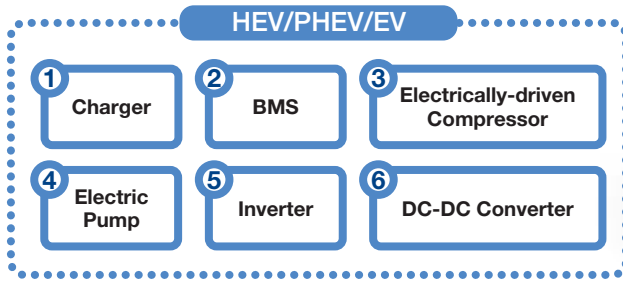 HEV/PHEV/EV
1
Charger
2
BMS
3
Electrically-driven
Compressor
4
Electric
Pump
5
Inverter
6
DC-DC Converter